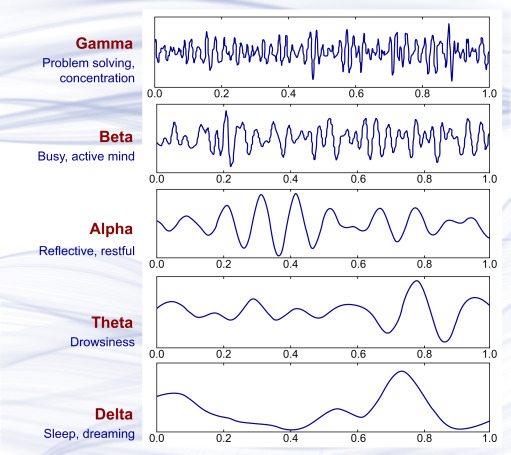 Gamma
Problem solving,
concentration
0.0 0.2 0.4 0.6 0.8 1.0
Beta
Busy, active mind
0.0 0.2 0.4 0.6 0.8 1.0
Alpha
Reflective, restful
0.0 0.2 0.4 0.6 0.8 1.0
Theta
Drowsiness
0.0 0.2 0.4 0.6 0.8 1.0
Delta
Sleep, dreaming
0.0 0.2 0.4 0.6 0.8 1.0